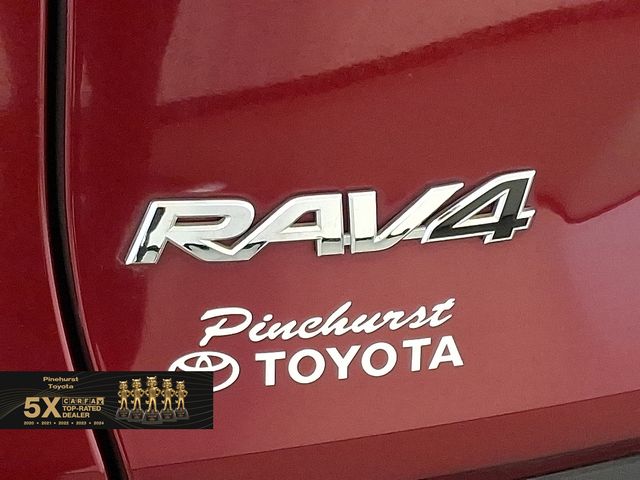 RAV4
Pinehurst
TOYOTA
Pinehurst
Toyota
5X CARFAX
TOP-RATED
DEALER
2020 • 2021 • 2022 • 2023 • 2024